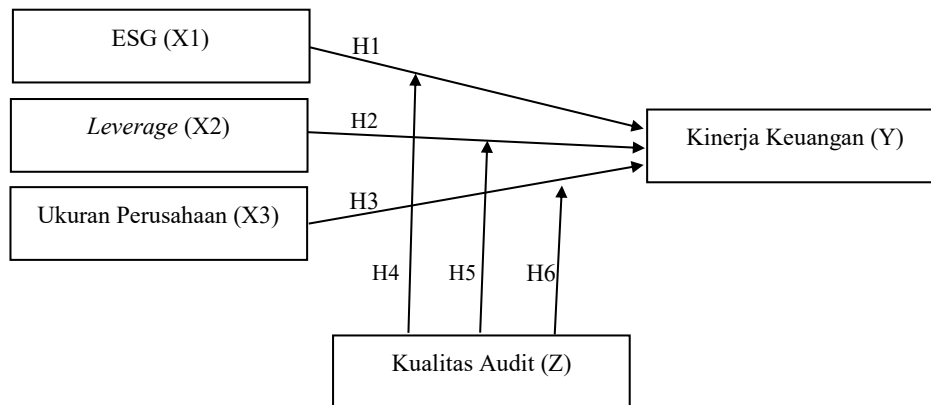 ESG (X1)
H1
Leverage (X2)
H2
Kinerja Keuangan (Y)
Ukuran Perusahaan (X3)
H3
H4
H5
H6
Kualitas Audit (Z)